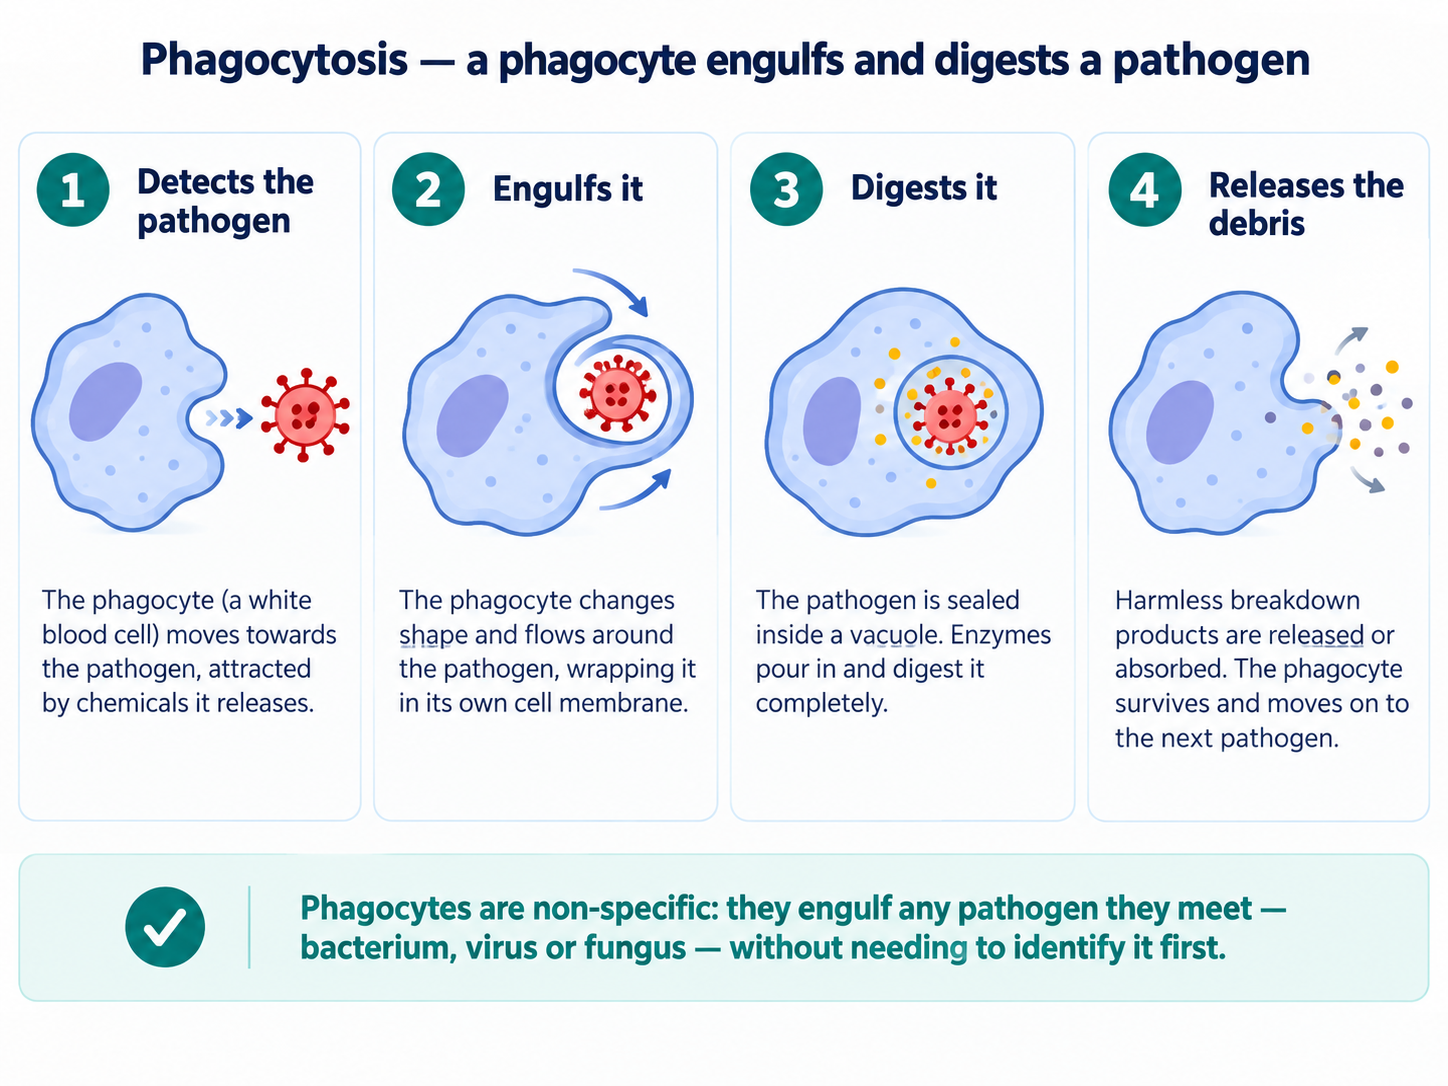 Phagocytosis — a phagocyte engulfs and digests a pathogen
1
Detects the
pathogen
The phagocyte (a white
blood cell) moves towards
the pathogen, attracted
by chemicals it releases.
2
Engulfs it
The phagocyte changes
shape and flows around
the pathogen, wrapping it
in its own cell membrane.
3
Digests it
The pathogen is sealed
inside a vacuole. Enzymes
pour in and digest it
completely.
4
Releases the
debris
Harmless breakdown
products are released or
absorbed. The phagocyte
survives and moves on to
the next pathogen.
Phagocytes are non-specific: they engulf any pathogen they meet —
bacterium, virus or fungus — without needing to identify it first.